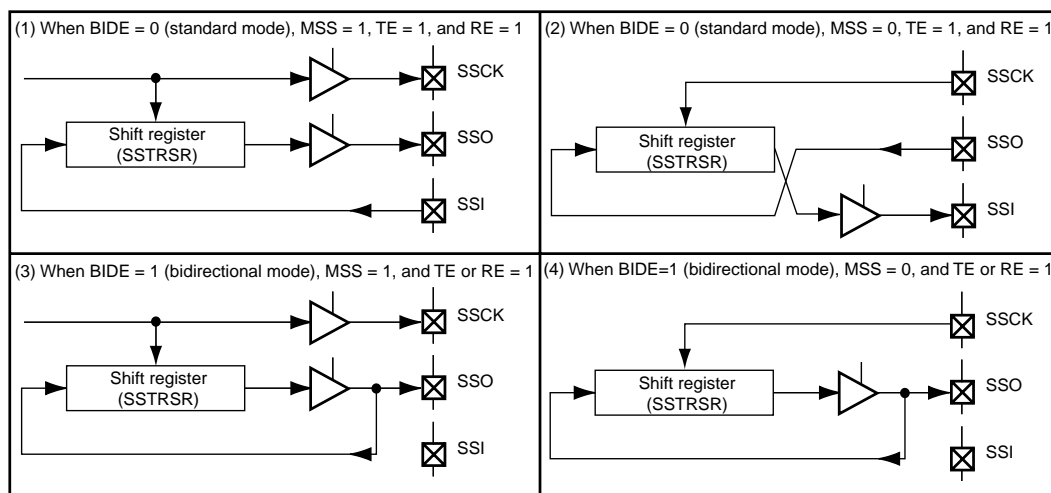 (1) When BIDE = 0 (standard mode), MSS = 1, TE = 1, and RE = 1
SSCK
Shift register
(SSTRSR)
SSO
SSI
(2) When BIDE = 0 (standard mode), MSS = 0, TE = 1, and RE = 1
SSCK
Shift register
(SSTRSR)
SSO
SSI
(3) When BIDE = 1 (bidirectional mode), MSS = 1, and TE or RE = 1
SSCK
Shift register
(SSTRSR)
SSO
SSI
(4) When BIDE=1 (bidirectional mode), MSS = 0, and TE or RE = 1
SSCK
Shift register
(SSTRSR)
SSO
SSI